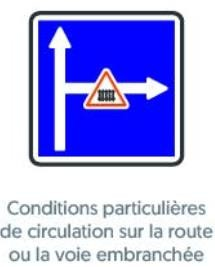 Conditions particulières
de circulation sur la route
ou la voie embranchée